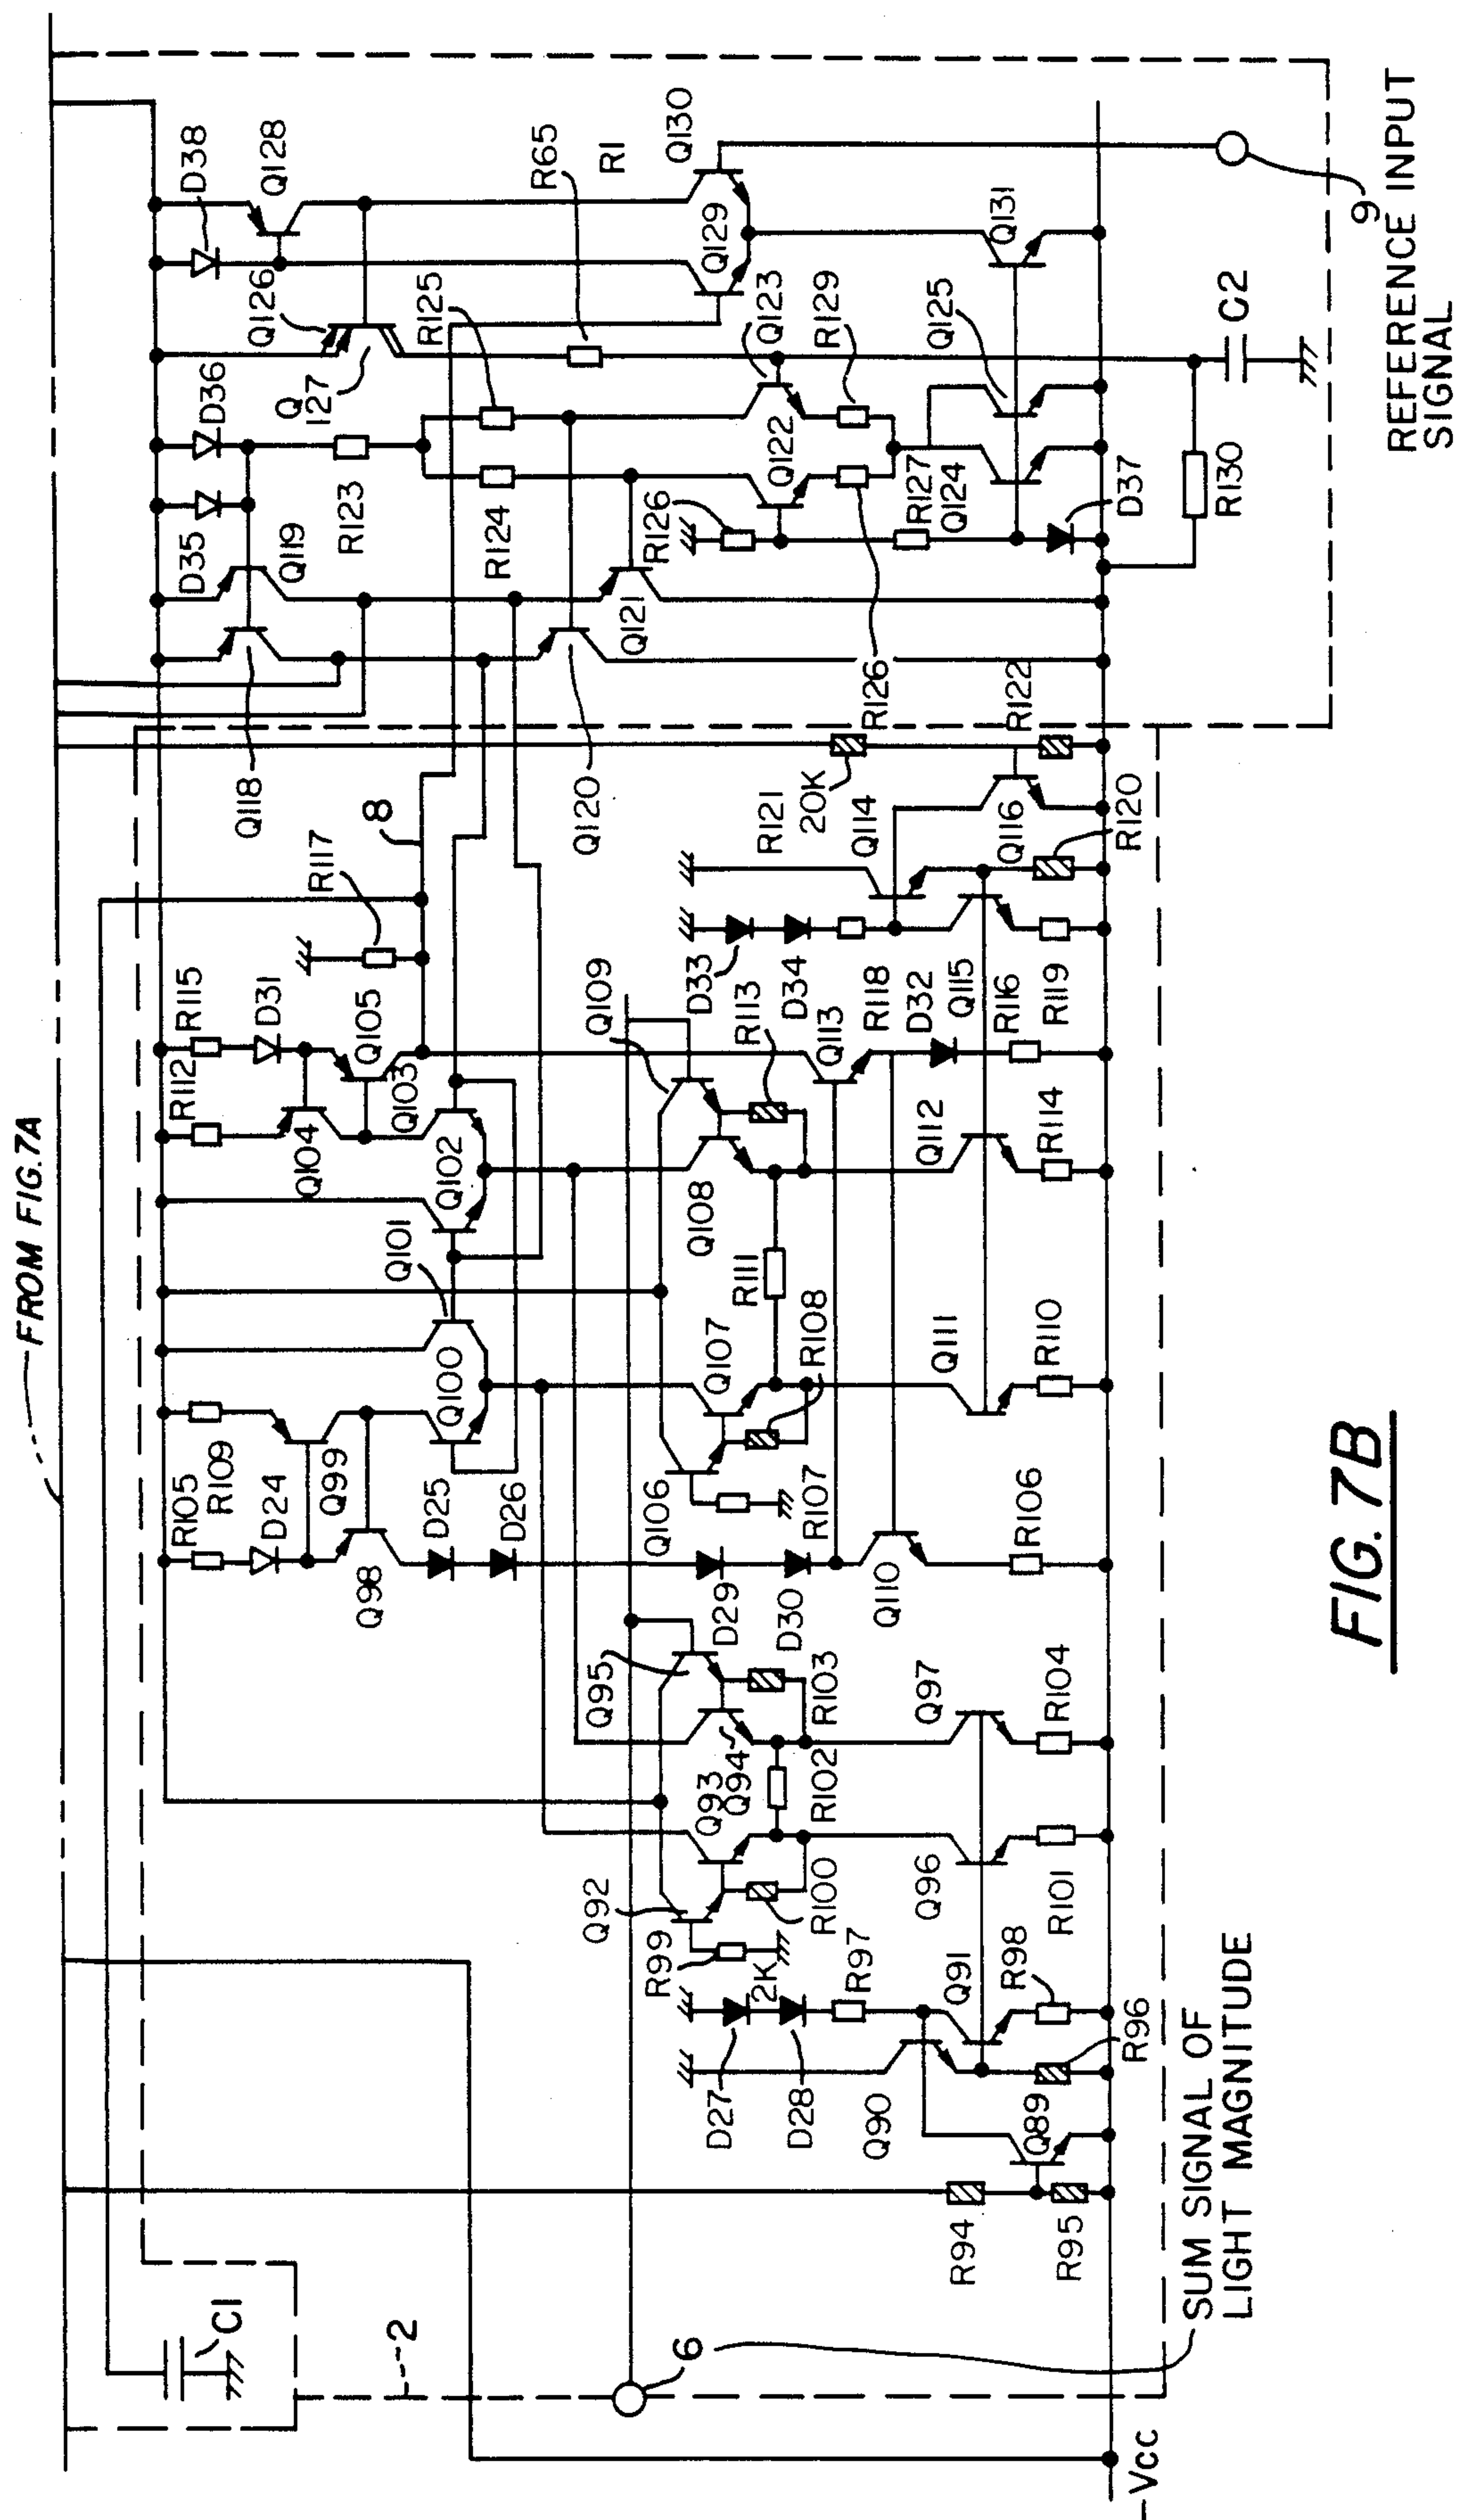 FROM FIG.7A
D38
Q128
Q126
Q
127
R125
R65
R1
Q130
Q129
Q123
R129
Q125
Q131
C2
9
REFERENCE INPUT
SIGNAL
D36
D35
Q119
R123
R124
R126
Q122
R127
Q124
D37
R130
Q121
Q118
Q120
R126
R122
8
R117
R121
20K
Q114
Q116
R120
R115
D31
R112
Q105
Q103
Q104
Q102
Q101
Q109
D33
R113
D34
Q113
R118
D32
Q115
R116
R119
Q112
R114
Q108
R111
R108
Q107
Q111
R110
Q100
R105
R109
D24
Q99
Q98
D25
D26
Q106
R107
Q110
R106
D29
D30
Q95
R103
Q97
R104
Q93
Q94
R102
Q92
R100
Q96
R101
R99
2K
R97
Q91
R98
R96
D27
D28
Q90
Q89
R94
R95
C1
2
6
SUM SIGNAL OF
LIGHT MAGNITUDE
-Vcc
FIG. 7B